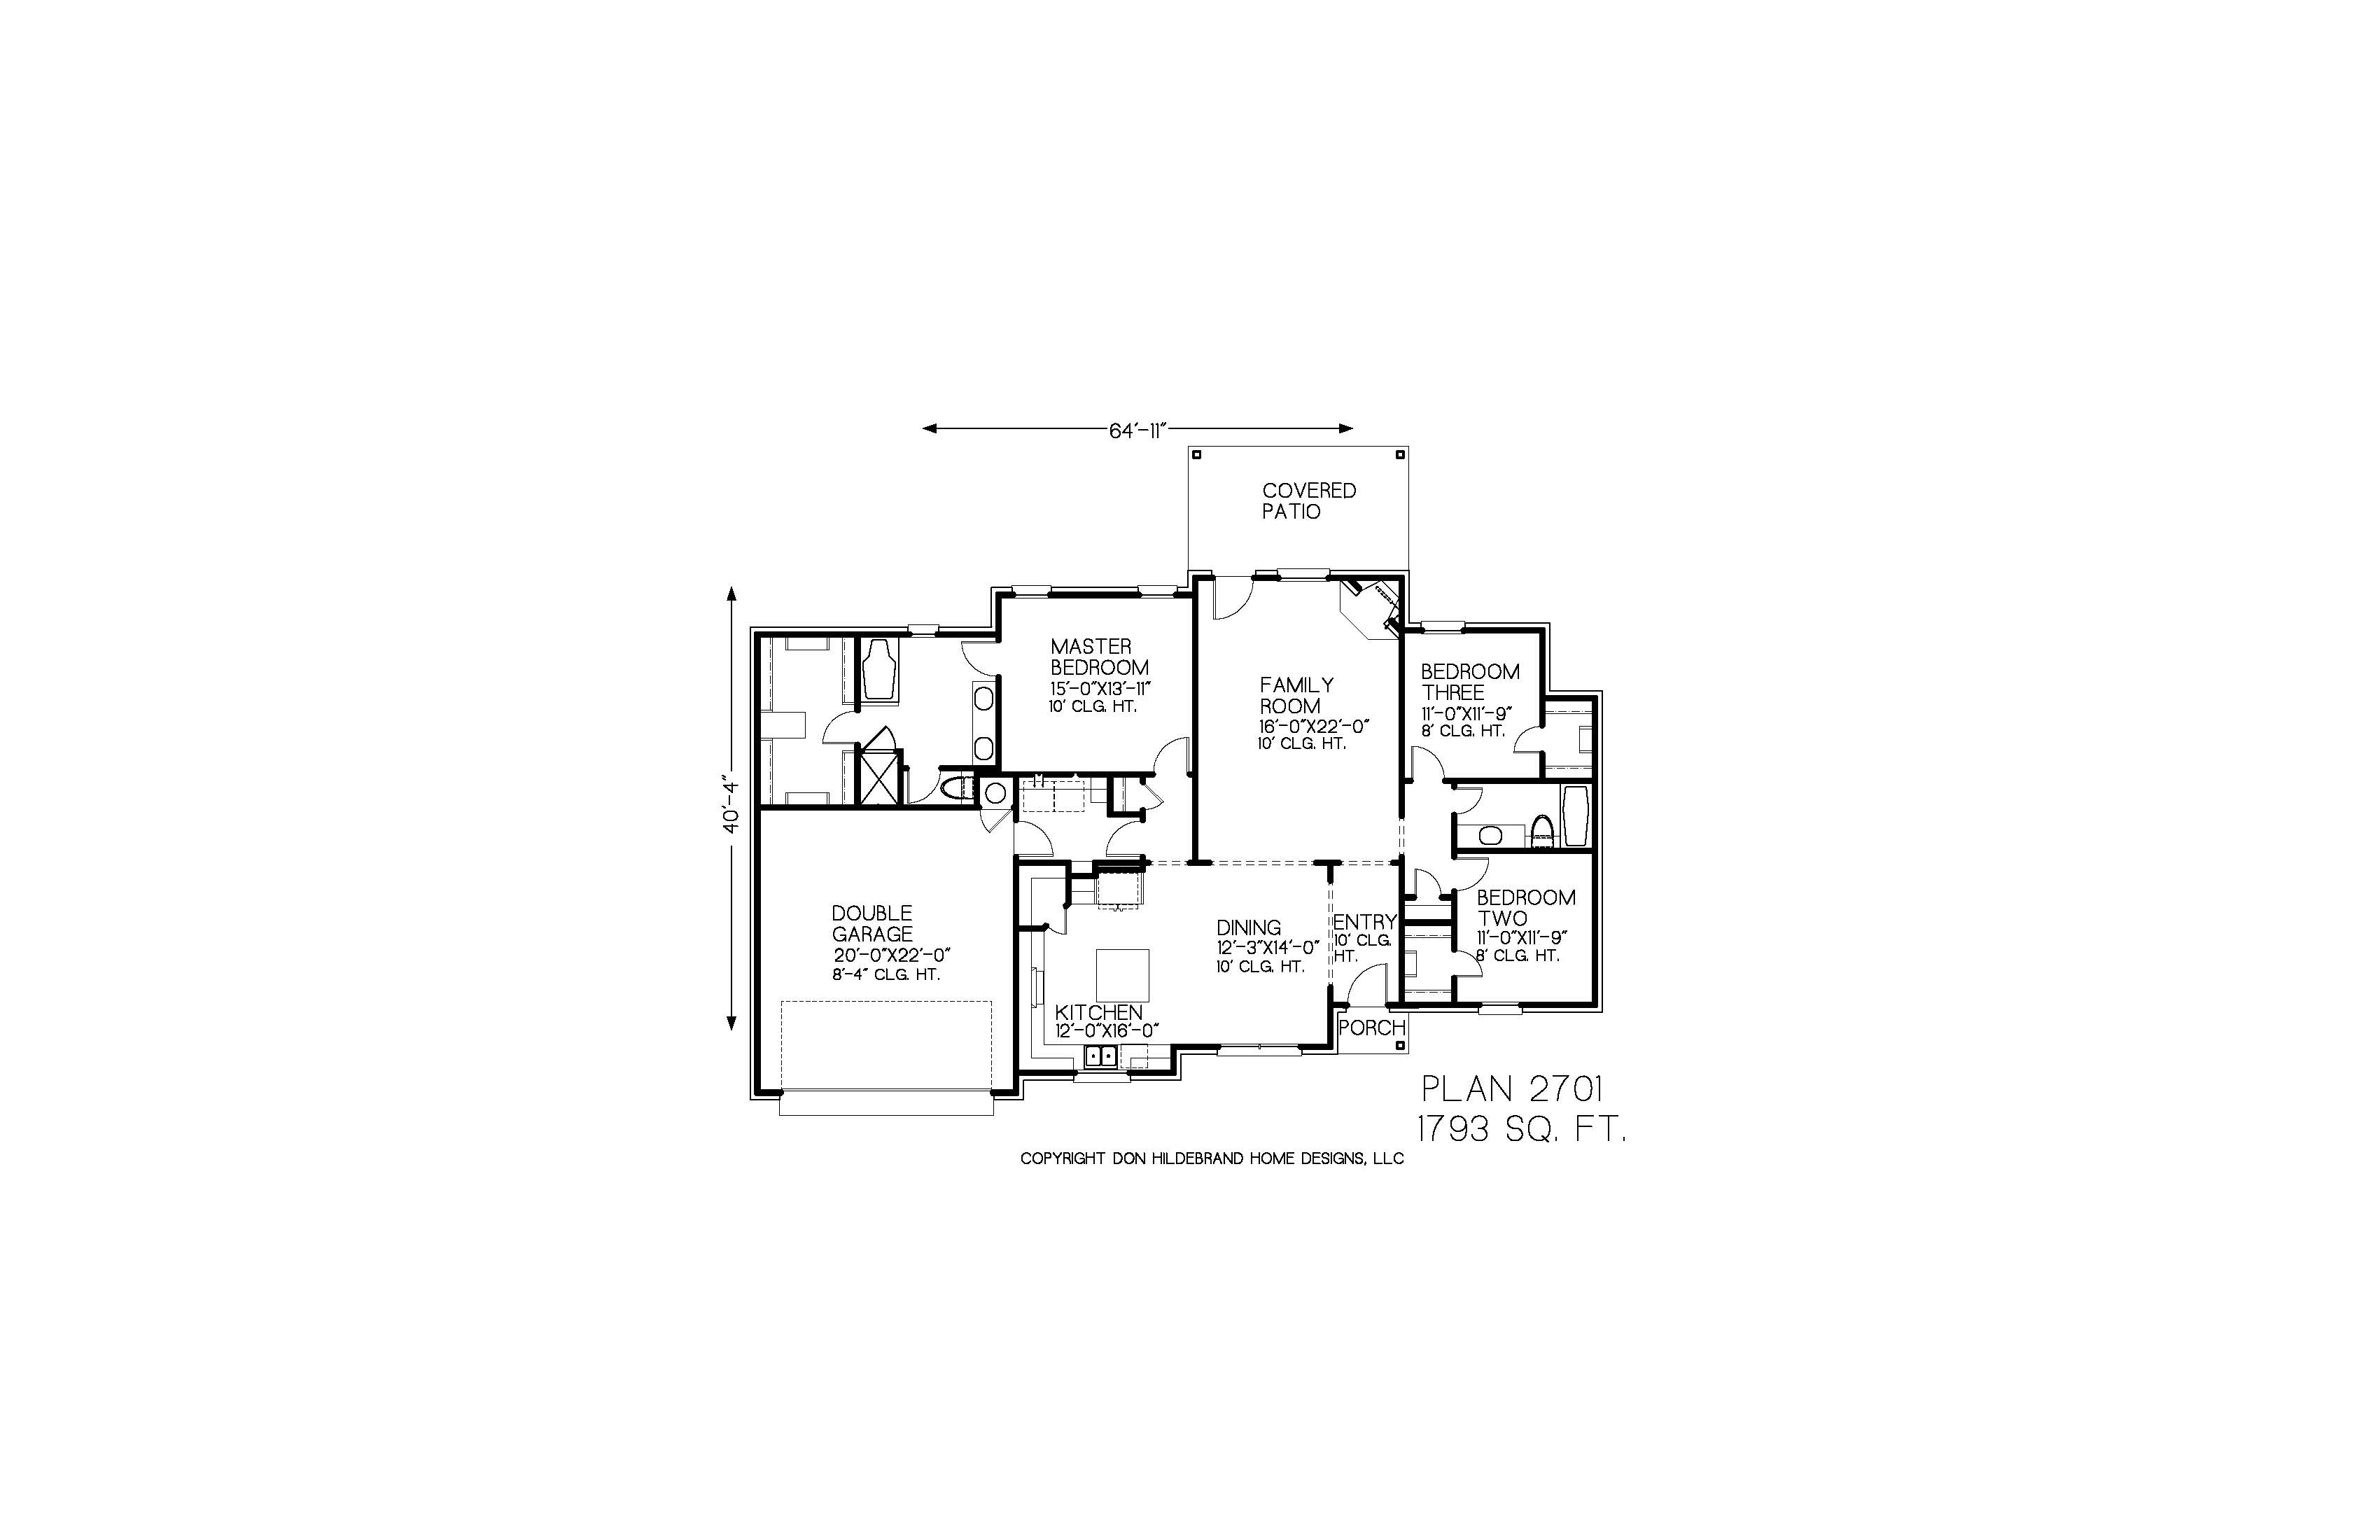 64'-11"
COVERED
PATIO
40'-4"
MASTER
BEDROOM
15'-0"X13'-11"
10' CLG. HT.
FAMILY
ROOM
16'-0"X22'-0"
10' CLG. HT.
BEDROOM
THREE
11'-0"X11'-9"
8' CLG. HT.
DOUBLE
GARAGE
20'-0"X22'-0"
8'-4" CLG. HT.
KITCHEN
12'-0"X16'-0"
DINING
12'-3"X14'-0"
10' CLG. HT.
ENTRY
10' CLG.
HT.
BEDROOM
TWO
11'-0"X11'-9"
8' CLG. HT.
PORCH
PLAN 2701
1793 SQ. FT.
COPYRIGHT DON HILDEBRAND HOME DESIGNS, LLC